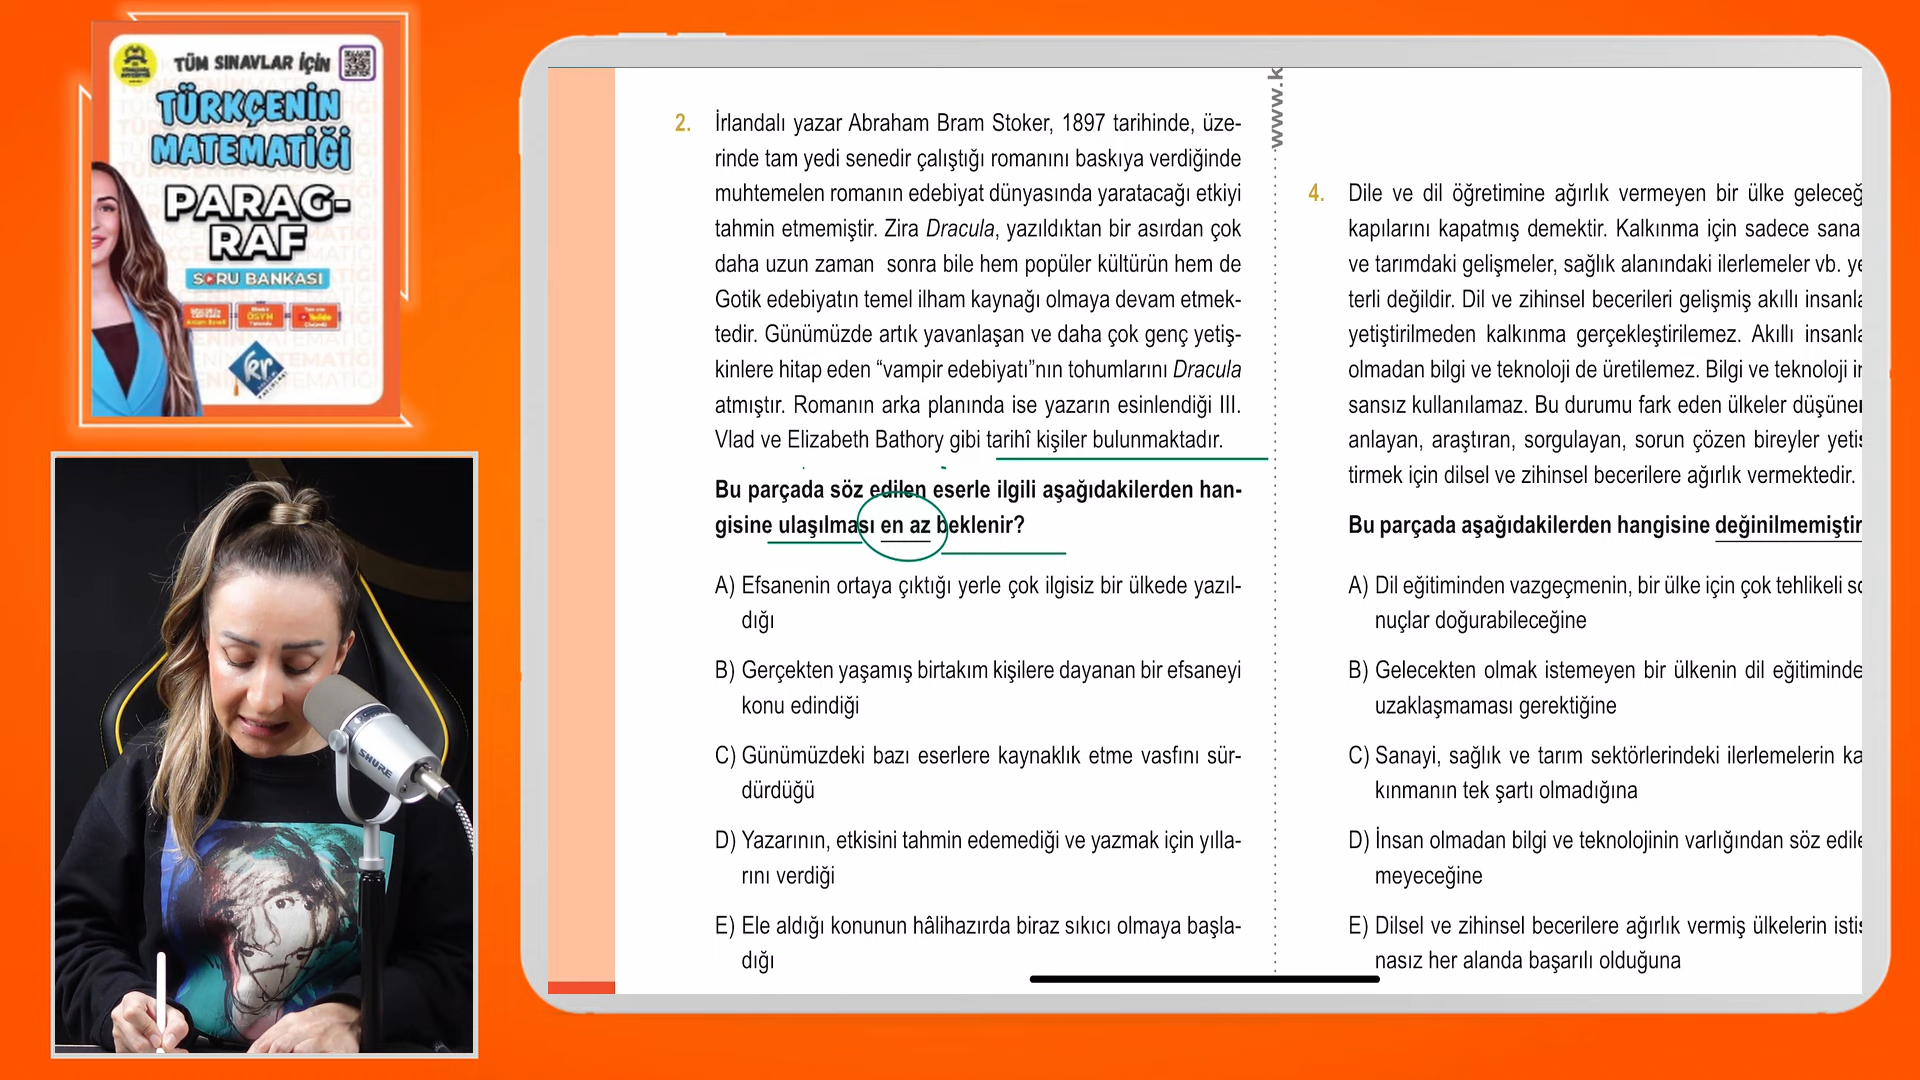 TÜM SINAVLAR İÇİN
TÜRKÇENİN
MATEMATİĞİ
PARAG-
RAF
SORU BANKASI
ÖSYM
kr
SHURE
www.k
2. İrlandalı yazar Abraham Bram Stoker, 1897 tarihinde, üze-
rinde tam yedi senedir çalıştığı romanını baskıya verdiğinde
muhtemelen romanın edebiyat dünyasında yaratacağı etkiyi
tahmin etmemiştir. Zira Dracula, yazıldıktan bir asırdan çok
daha uzun zaman sonra bile hem popüler kültürün hem de
Gotik edebiyatın temel ilham kaynağı olmaya devam etmek-
tedir. Günümüzde artık yavanlaşan ve daha çok genç yetiş-
kinlere hitap eden “vampir edebiyatı”nın tohumlarını Dracula
atmıştır. Romanın arka planında ise yazarın esinlendiği III.
Vlad ve Elizabeth Bathory gibi tarihî kişiler bulunmaktadır.
Bu parçada söz edilen eserle ilgili aşağıdakilerden han-
gisine ulaşılması en az beklenir?
A) Efsanenin ortaya çıktığı yerle çok ilgisiz bir ülkede yazıl-
dığı
B) Gerçekten yaşamış birtakım kişilere dayanan bir efsaneyi
konu edindiği
C) Günümüzdeki bazı eserlere kaynaklık etme vasfını sür-
dürdüğü
D) Yazarının, etkisini tahmin edemediği ve yazmak için yılla-
rını verdiği
E) Ele aldığı konunun hâlihazırda biraz sıkıcı olmaya başla-
dığı
4. Dile ve dil öğretimine ağırlık vermeyen bir ülke geleceğ
kapılarını kapatmış demektir. Kalkınma için sadece sana
ve tarımdaki gelişmeler, sağlık alanındaki ilerlemeler vb. ye
terli değildir. Dil ve zihinsel becerileri gelişmiş akıllı insanla
yetiştirilmeden kalkınma gerçekleştirilemez. Akıllı insanla
olmadan bilgi ve teknoloji de üretilemez. Bilgi ve teknoloji in
sansız kullanılamaz. Bu durumu fark eden ülkeler düşünen
anlayan, araştıran, sorgulayan, sorun çözen bireyler yetiş
tirmek için dilsel ve zihinsel becerilere ağırlık vermektedir.
Bu parçada aşağıdakilerden hangisine değinilmemiştir
A) Dil eğitiminden vazgeçmenin, bir ülke için çok tehlikeli so
nuçlar doğurabileceğine
B) Gelecekten olmak istemeyen bir ülkenin dil eğitiminde
uzaklaşmaması gerektiğine
C) Sanayi, sağlık ve tarım sektörlerindeki ilerlemelerin ka
kınmanın tek şartı olmadığına
D) İnsan olmadan bilgi ve teknolojinin varlığından söz edile
meyeceğine
E) Dilsel ve zihinsel becerilere ağırlık vermiş ülkelerin istis
nasız her alanda başarılı olduğuna